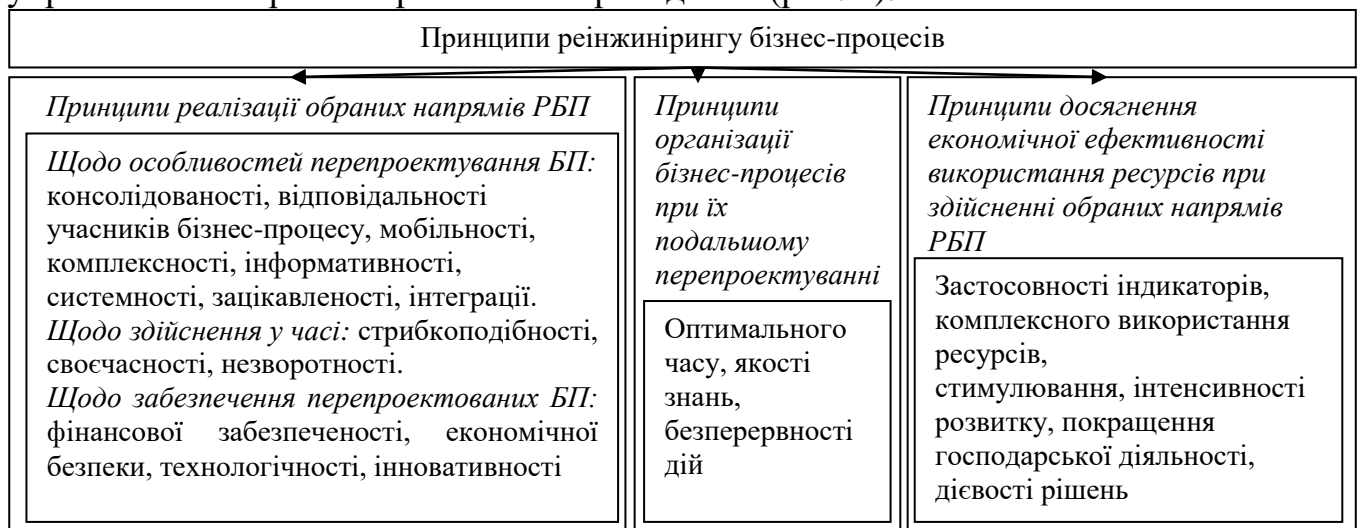 Принципи реінжинірингу бізнес-процесів
Принципи реалізації обраних напрямів РБП
Щодо особливостей перепроектування БП:
консолідованості, відповідальності
учасників бізнес-процесу, мобільності,
комплексності, інформативності,
системності, зацікавленості, інтеграції.
Щодо здійснення у часі: стрибкоподібності,
своєчасності, незворотності.
Щодо забезпечення перепроектованих БП:
фінансової забезпеченості, економічної
безпеки, технологічності, інновативності
Принципи
організації
бізнес-процесів
при їх
подальшому
перепроектуванні
Оптимального
часу, якості
знань,
безперервності
дій
Принципи досягнення
економічної ефективності
використання ресурсів при
здійсненні обраних напрямів
РБП
Застосовності індикаторів,
комплексного використання
ресурсів,
стимулювання, інтенсивності
розвитку, покращення
господарської діяльності,
дієвості рішень